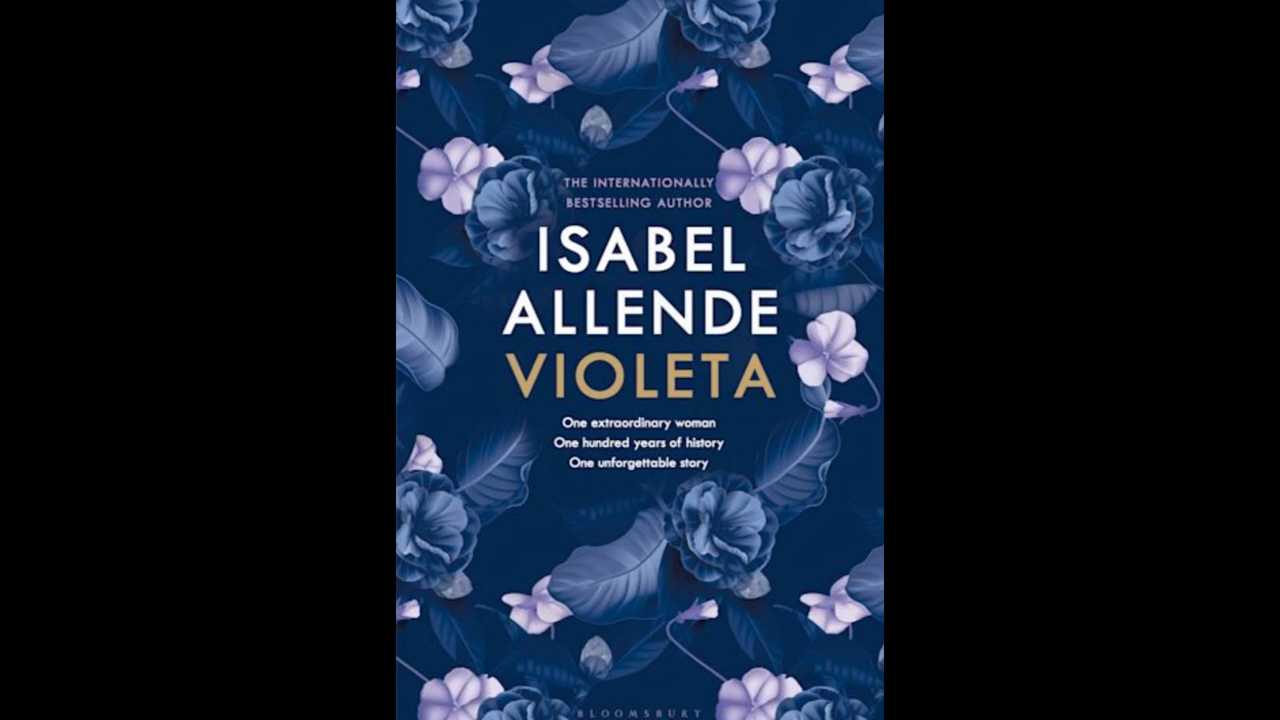 THE INTERNATIONALLY
BESTSELLING AUTHOR
ISABEL
ALLENDE
VIOLETA
One extraordinary woman
One hundred years of history
One unforgettable story
BLOOMSBURY